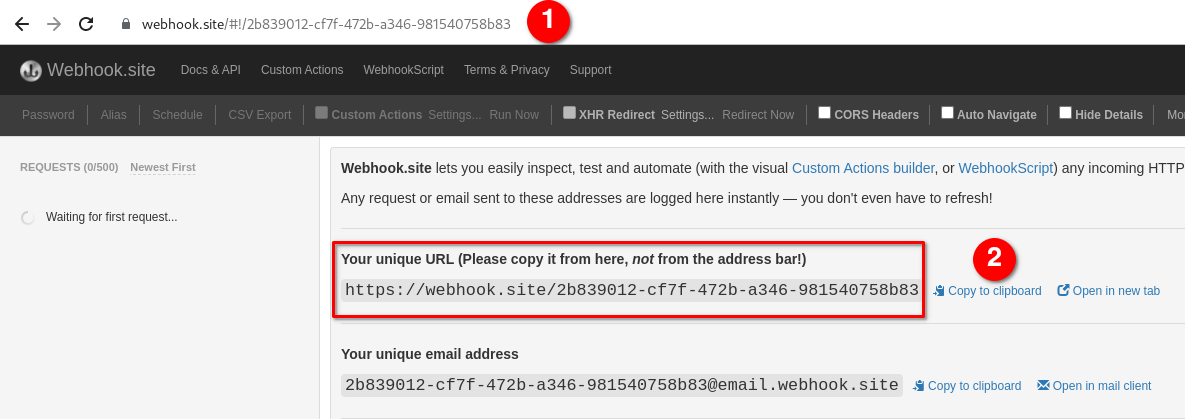 webhook.site/#!/2b839012-cf7f-472b-a346-981540758b83
1
Webhook.site Docs & API Custom Actions WebhookScript Terms & Privacy Support
Password Alias Schedule CSV Export Custom Actions Settings... Run Now XHR Redirect Settings... Redirect Now CORS Headers Auto Navigate Hide Details Mo
REQUESTS (0/500) Newest First
Waiting for first request...
Webhook.site lets you easily inspect, test and automate (with the visual Custom Actions builder, or WebhookScript) any incoming HTTP
Any request or email sent to these addresses are logged here instantly — you don't even have to refresh!
Your unique URL (Please copy it from here, not from the address bar!)
2
https://webhook.site/2b839012-cf7f-472b-a346-981540758b83 Copy to clipboard Open in new tab
Your unique email address
2b839012-cf7f-472b-a346-981540758b83@email.webhook.site Copy to clipboard Open in mail client